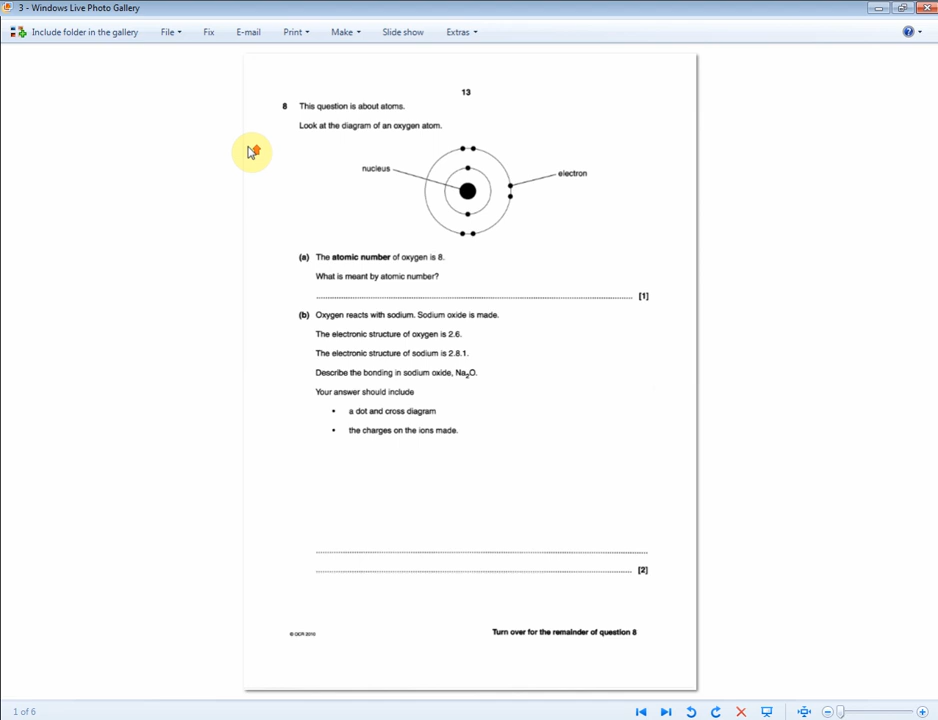 3 - Windows Live Photo Gallery
Include folder in the gallery File Fix E-mail Print Make Slide show Extras
13
8 This question is about atoms.
Look at the diagram of an oxygen atom.
nucleus
electron
(a) The atomic number of oxygen is 8.
What is meant by atomic number?
[1]
(b) Oxygen reacts with sodium. Sodium oxide is made.
The electronic structure of oxygen is 2.6.
The electronic structure of sodium is 2.8.1.
Describe the bonding in sodium oxide, Na₂O.
Your answer should include
• a dot and cross diagram
• the charges on the ions made.
[2]
© OCR 2010
Turn over for the remainder of question 8
1 of 6